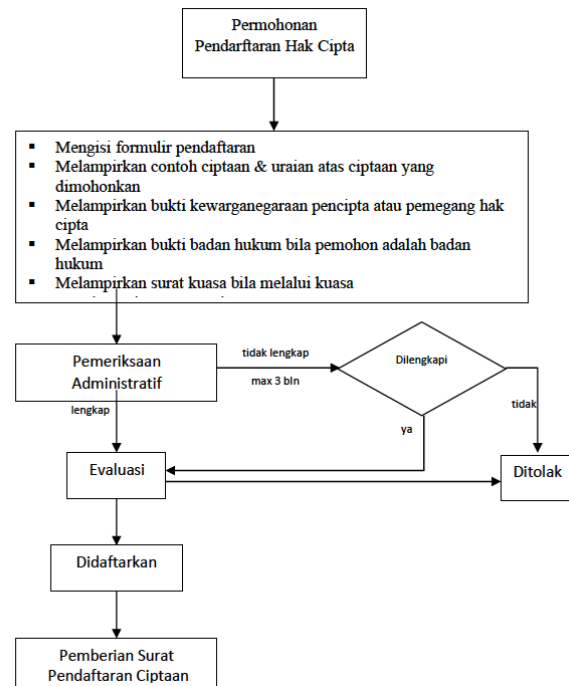 Permohonan
Pendarftaran Hak Cipta
▪ Mengisi formulir pendaftaran
▪ Melampirkan contoh ciptaan & uraian atas ciptaan yang
dimohonkan
▪ Melampirkan bukti kewarganegaraan pencipta atau pemegang hak
cipta
▪ Melampirkan bukti badan hukum bila pemohon adalah badan
hukum
▪ Melampirkan surat kuasa bila melalui kuasa
Pemeriksaan
Administratif
tidak lengkap
max 3 bln
Dilengkapi
lengkap
ya
tidak
Evaluasi
Ditolak
Didaftarkan
Pemberian Surat
Pendaftaran Ciptaan